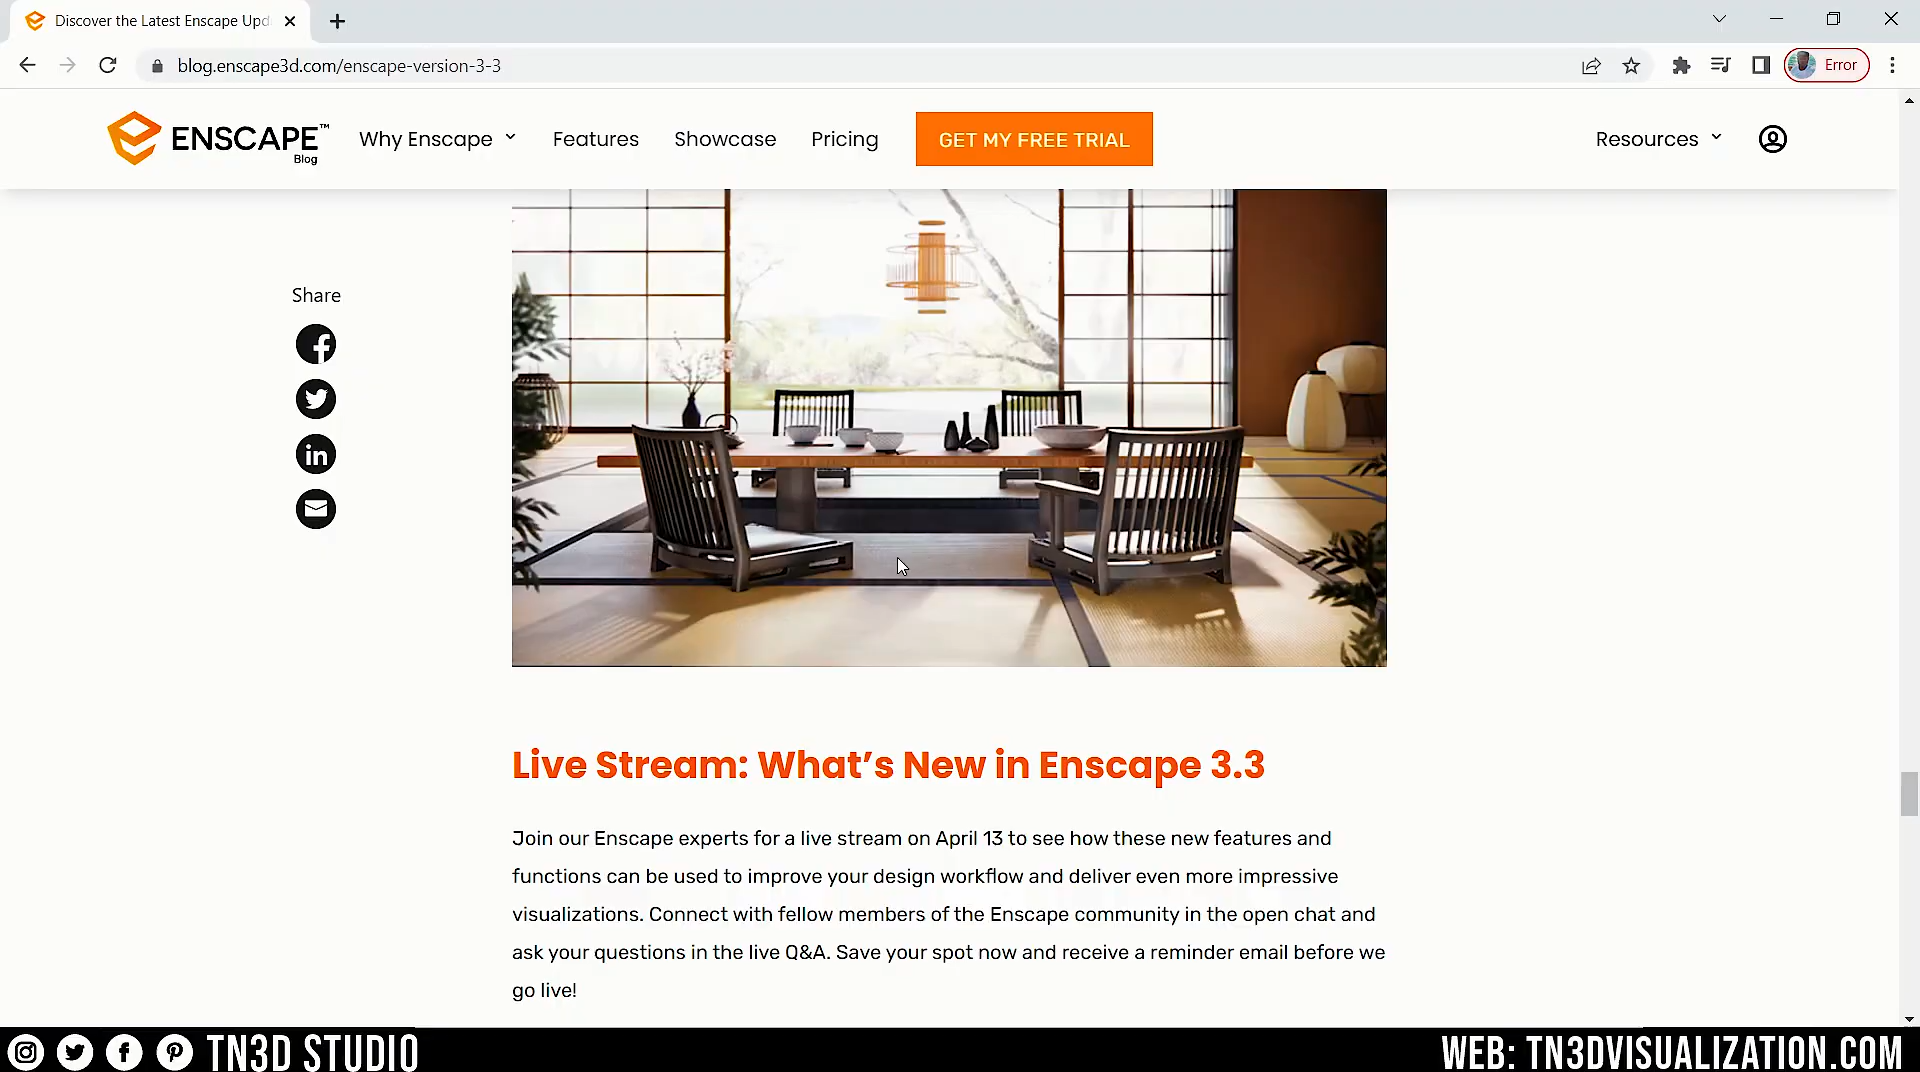 Discover the Latest Enscape Upd
blog.enscape3d.com/enscape-version-3-3
Error
ENSCAPE™
Blog
Why Enscape
Features
Showcase
Pricing
GET MY FREE TRIAL
Resources
Share
Live Stream: What's New in Enscape 3.3
Join our Enscape experts for a live stream on April 13 to see how these new features and
functions can be used to improve your design workflow and deliver even more impressive
visualizations. Connect with fellow members of the Enscape community in the open chat and
ask your questions in the live Q&A. Save your spot now and receive a reminder email before we
go live!
TN3D STUDIO
WEB: TN3DVISUALIZATION.COM